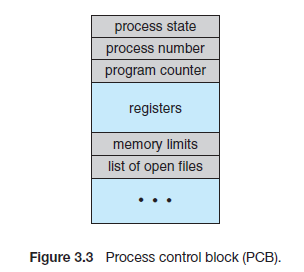 process state
process number
program counter
registers
memory limits
list of open files
• • •
Figure 3.3 Process control block (PCB).